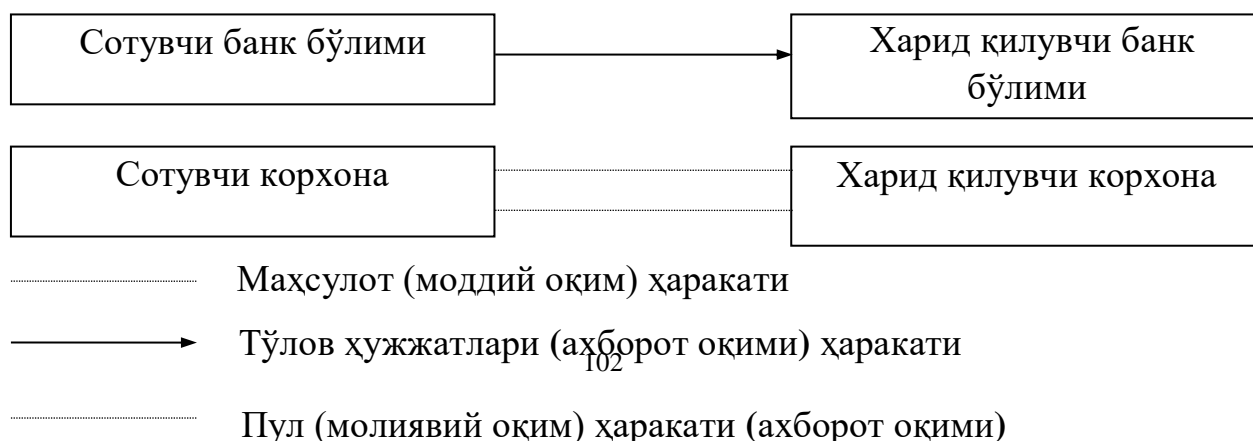 Сотувчи банк бўлими
Харид қилувчи банк
бўлими
Сотувчи корхона
Харид қилувчи корхона
Маҳсулот (моддий оқим) ҳаракати
Тўлов ҳужжатлари (ахборот оқими) ҳаракати
102
Пул (молиявий оқим) ҳаракати (ахборот оқими)